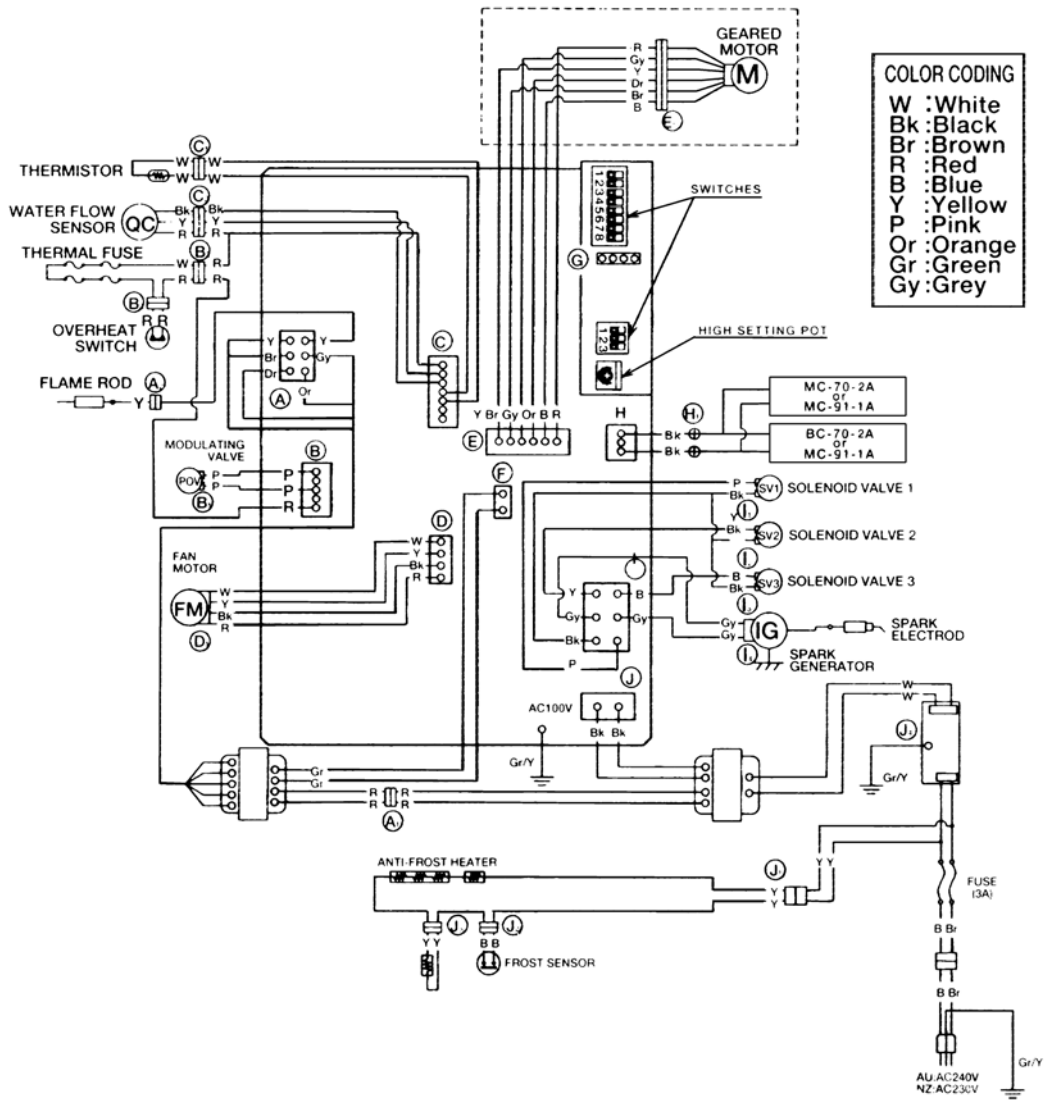 GEARED
MOTOR
M
R
Gy
Y
Dr
Br
B
E
COLOR CODING
W :White
Bk :Black
Br :Brown
R :Red
B :Blue
Y :Yellow
P :Pink
Or :Orange
Gr :Green
Gy :Grey
C
THERMISTOR
W W
W W
WATER FLOW
SENSOR
QC
C
Bk Bk
Y Y
R R
THERMAL FUSE
B
W R
R R
B
R R
OVERHEAT
SWITCH
FLAME ROD
A
Y
Y Y
Br Gy
Dr
Or
A
C
12345678
SWITCHES
G
123
HIGH SETTING POT
Y Br Gy Or B R
E
H
Bk
Bk
H
MC-70-2A
or
MC-91-1A
BC-70-2A
or
MC-91-1A
MODULATING
VALVE
POV
P P
P P
R
B
B
F
D
FAN
MOTOR
FM
W W
Y Y
Bk Bk
R R
D
P
Bk
SV1 SOLENOID VALVE 1
I
Y
Bk
SV2 SOLENOID VALVE 2
I
B
Bk
SV3 SOLENOID VALVE 3
I
Y B
Gy Gy
Bk
P
Gy
Gy
IG
I
SPARK
ELECTROD
SPARK
GENERATOR
J
AC100V
Bk Bk
Gr/Y
W
W
J
Gr/Y
Gr
Gr
R R
R R
A
ANTI-FROST HEATER
J
Y
Y
Y Y
FUSE
(3A)
J
J
Y Y
B B
FROST SENSOR
B Br
B Br
Gr/Y
AU:AC240V
NZ:AC230V